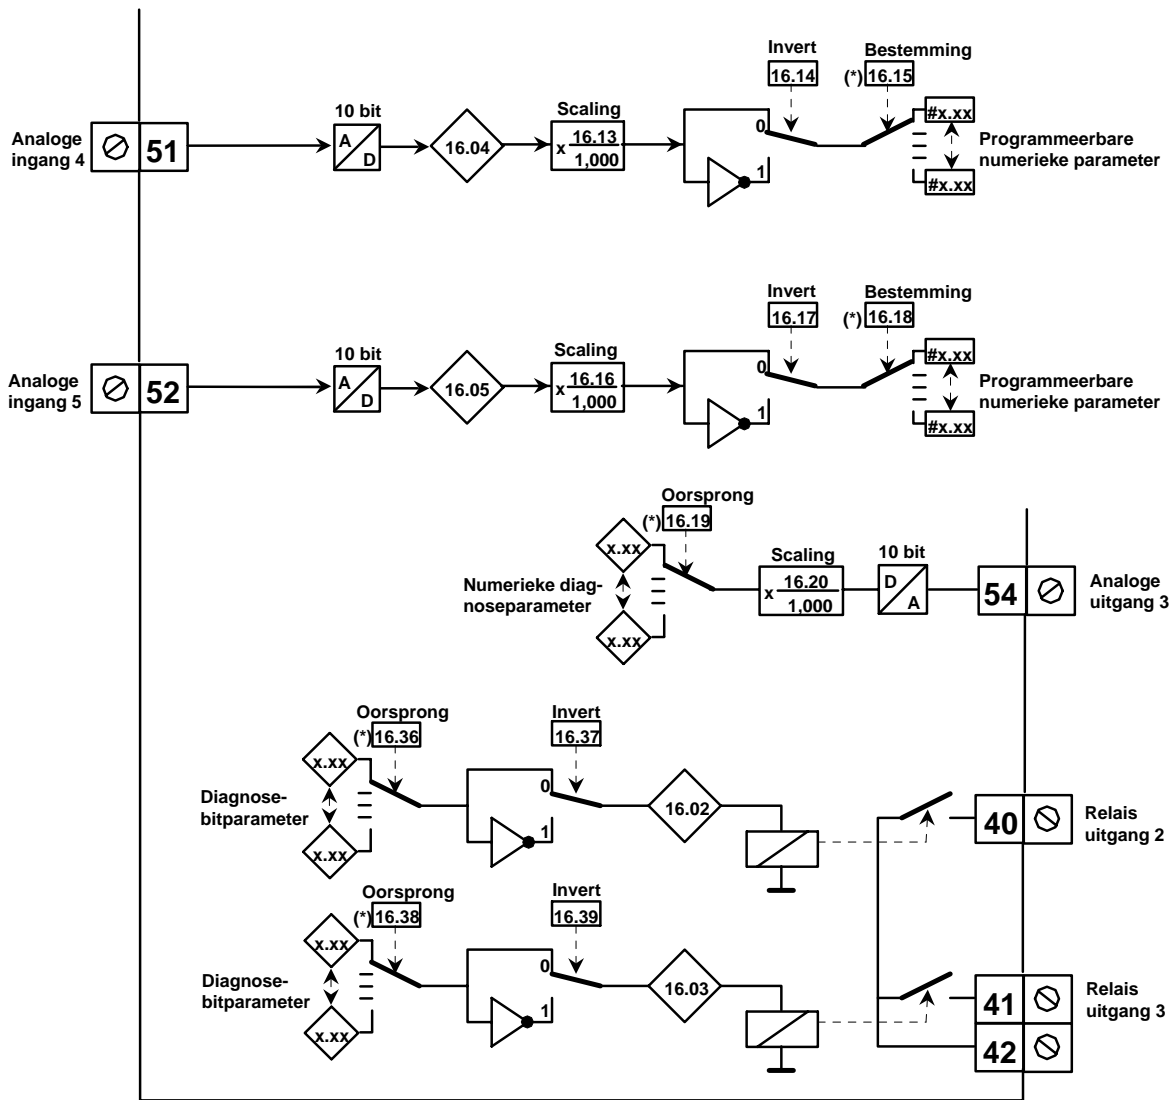 Invert
Bestemming
16.14
(*) 16.15
10 bit
Scaling
Analoge
ingang 4
51
A
D
16.04
x 16.13
1,000
0
1
#x.xx
#x.xx
Programmeerbare
numerieke parameter
Invert
Bestemming
16.17
(*) 16.18
10 bit
Scaling
Analoge
ingang 5
52
A
D
16.05
x 16.16
1,000
0
1
#x.xx
#x.xx
Programmeerbare
numerieke parameter
Oorsprong
(*) 16.19
x.xx
x.xx
Numerieke diag-
noseparameter
Scaling
x 16.20
1,000
10 bit
D
A
54
Analoge
uitgang 3
Oorsprong
(*) 16.36
Invert
16.37
x.xx
x.xx
Diagnose-
bitparameter
0
1
16.02
40
Relais
uitgang 2
Oorsprong
(*) 16.38
Invert
16.39
x.xx
x.xx
Diagnose-
bitparameter
0
1
16.03
41
42
Relais
uitgang 3